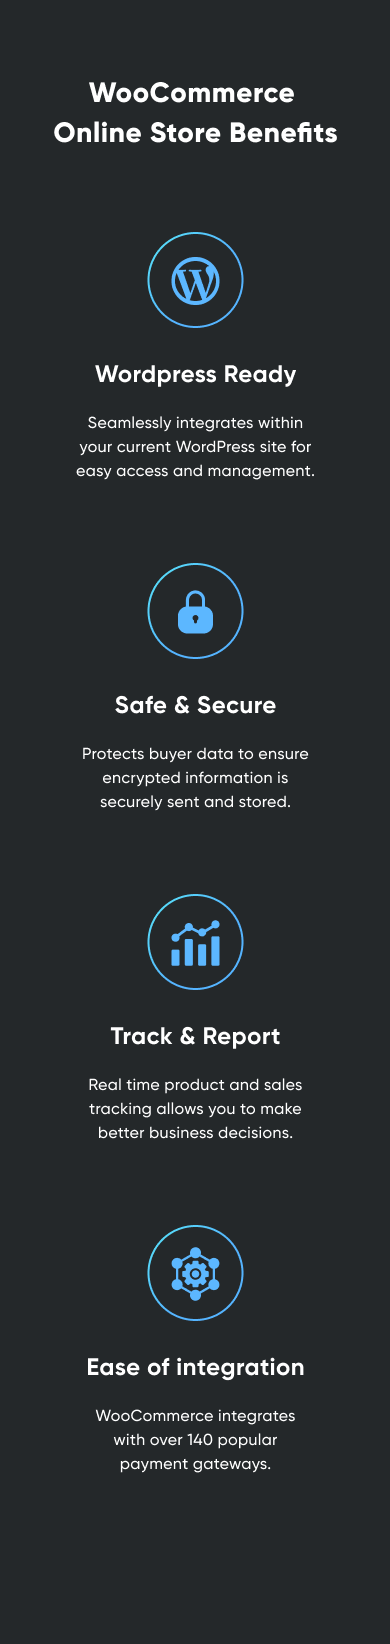 WooCommerce
Online Store Benefits
Wordpress Ready
Seamlessly integrates within
your current WordPress site for
easy access and management.
Safe & Secure
Protects buyer data to ensure
encrypted information is
securely sent and stored.
Track & Report
Real time product and sales
tracking allows you to make
better business decisions.
Ease of integration
WooCommerce integrates
with over 140 popular
payment gateways.